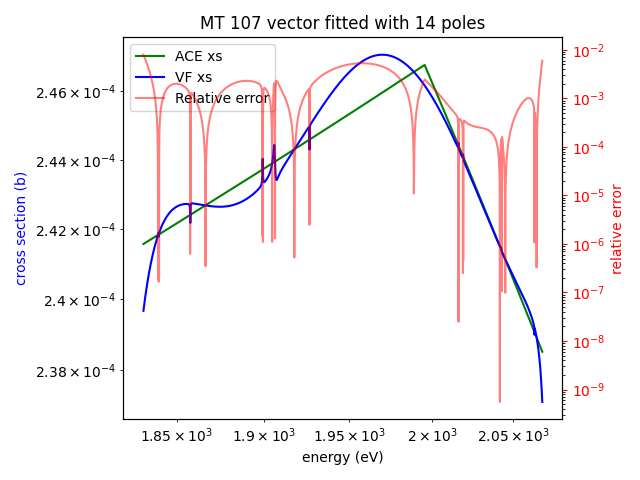 MT 107 vector fitted with 14 poles
ACE xs
VF xs
Relative error
2.46 × 10⁻⁴
2.44 × 10⁻⁴
2.42 × 10⁻⁴
2.4 × 10⁻⁴
2.38 × 10⁻⁴
cross section (b)
10⁻²
10⁻³
10⁻⁴
10⁻⁵
10⁻⁶
10⁻⁷
10⁻⁸
10⁻⁹
relative error
1.85 × 10³ 1.9 × 10³ 1.95 × 10³ 2 × 10³ 2.05 × 10³
energy (eV)